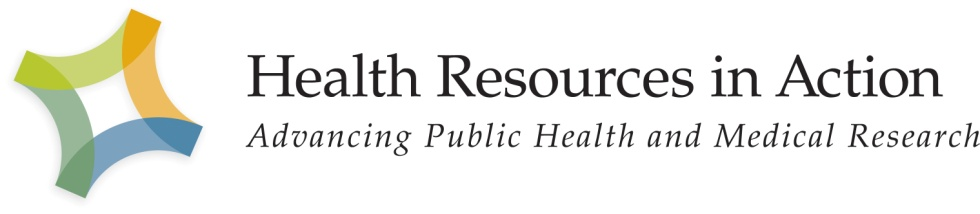 Health Resources in Action
Advancing Public Health and Medical Research